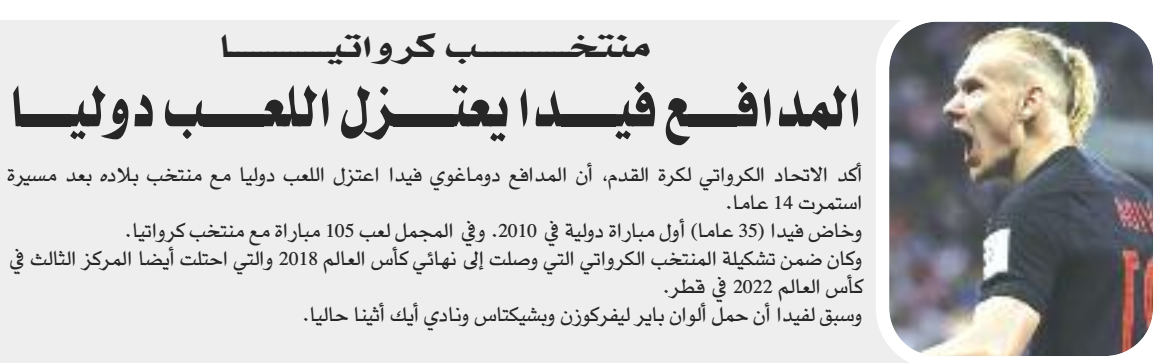 منتخب كرواتيا
المدافع فيدا يعتزل اللعب دوليا
أكد الاتحاد الكرواتي لكرة القدم، أن المدافع دوماغوي فيدا اعتزل اللعب دوليا مع منتخب بلاده بعد مسيرة
استمرت 14 عاما.
وخاض فيدا (35 عاما) أول مباراة دولية في 2010. وفي المجمل لعب 105 مباراة مع منتخب كرواتيا.
وكان ضمن تشكيلة المنتخب الكرواتي التي وصلت إلى نهائي كأس العالم 2018 والتي احتلت أيضا المركز الثالث في
كأس العالم 2022 في قطر.
وسبق لفيدا أن حمل ألوان باير ليفركوزن وبشيكتاس ونادي أيك أثينا حاليا.